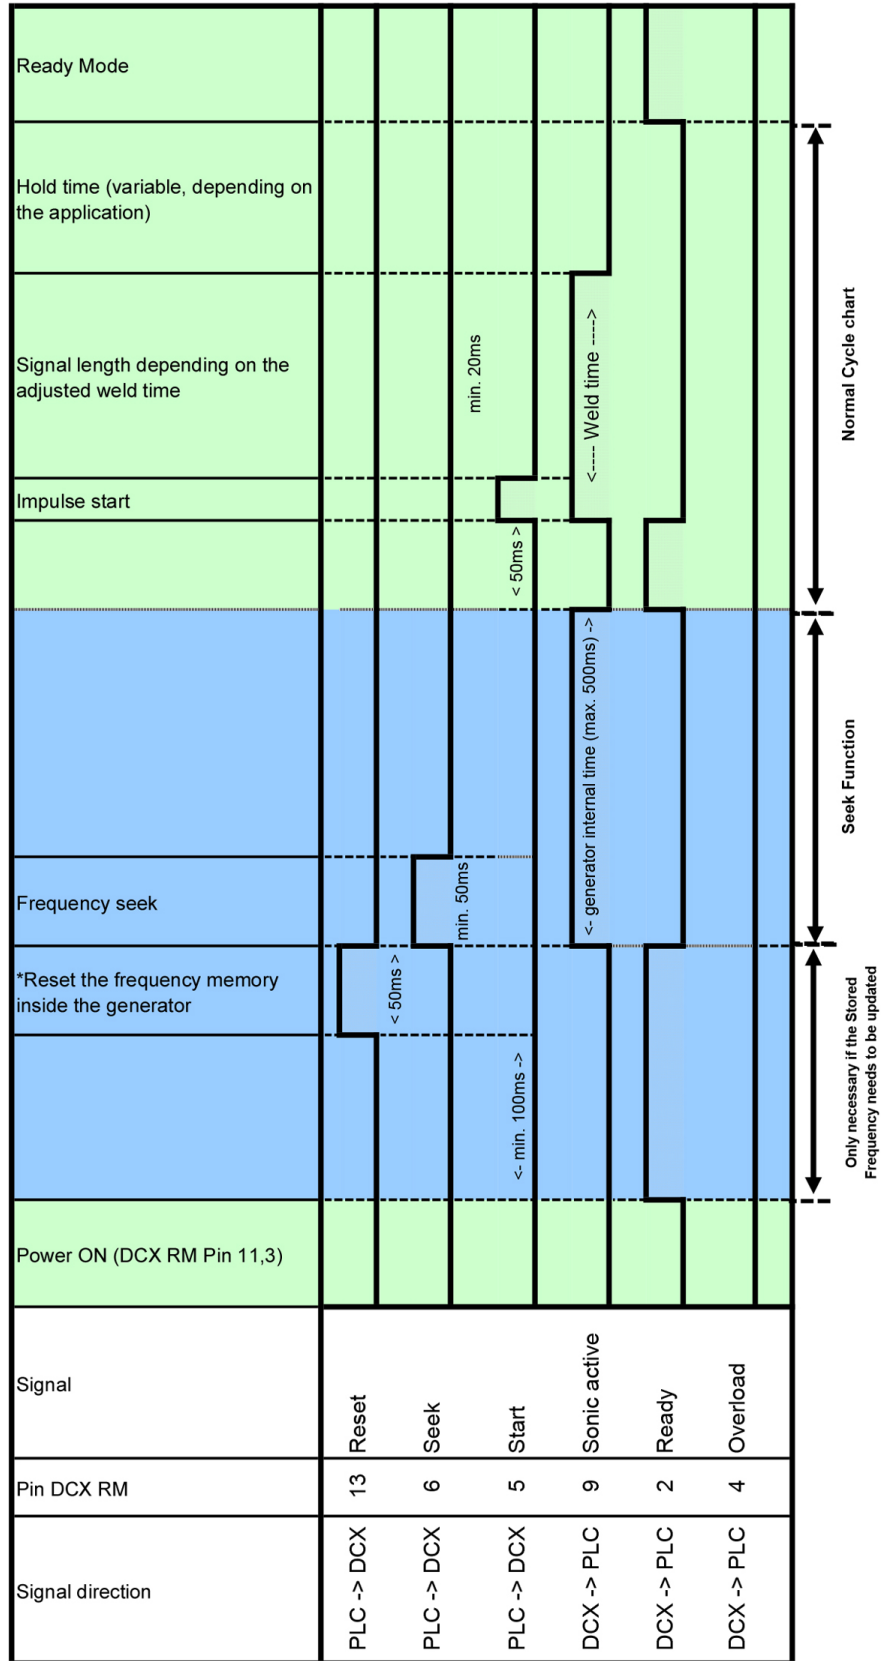 Ready Mode
Hold time (variable, depending on
the application)
Signal length depending on the
adjusted weld time
min. 20ms
<---- Weld time ---->
Impulse start
< 50ms >
<- generator internal time (max. 500ms) ->
Frequency seek
min. 50ms
*Reset the frequency memory
inside the generator
< 50ms >
<- min. 100ms ->
Power ON (DCX RM Pin 11,3)
Normal Cycle chart
Seek Function
Only necessary if the Stored
Frequency needs to be updated
Signal
Reset
Seek
Start
Sonic active
Ready
Overload
Pin DCX RM
13
6
5
9
2
4
Signal direction
PLC -> DCX
PLC -> DCX
PLC -> DCX
DCX -> PLC
DCX -> PLC
DCX -> PLC